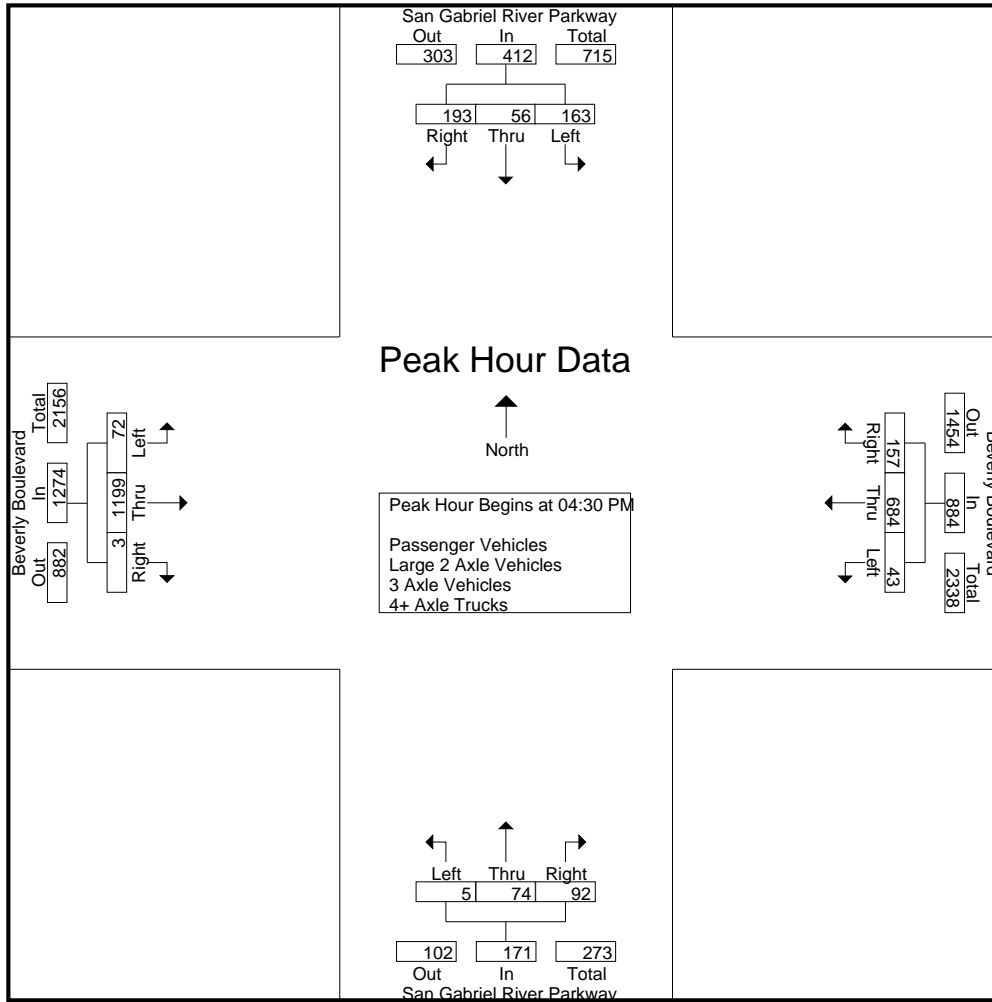 San Gabriel River Parkway
Out In Total
303 412 715
193 56 163
Right Thru Left
Peak Hour Data
North
Peak Hour Begins at 04:30 PM
Passenger Vehicles
Large 2 Axle Vehicles
3 Axle Vehicles
4+ Axle Trucks
Beverly Boulevard
Out In Total
882 1274 2156
3 1199 72
Right Thru Left
Beverly Boulevard
Out In Total
1454 884 2338
157 684 43
Right Thru Left
Left Thru Right
5 74 92
102 171 273
Out In Total
San Gabriel River Parkway